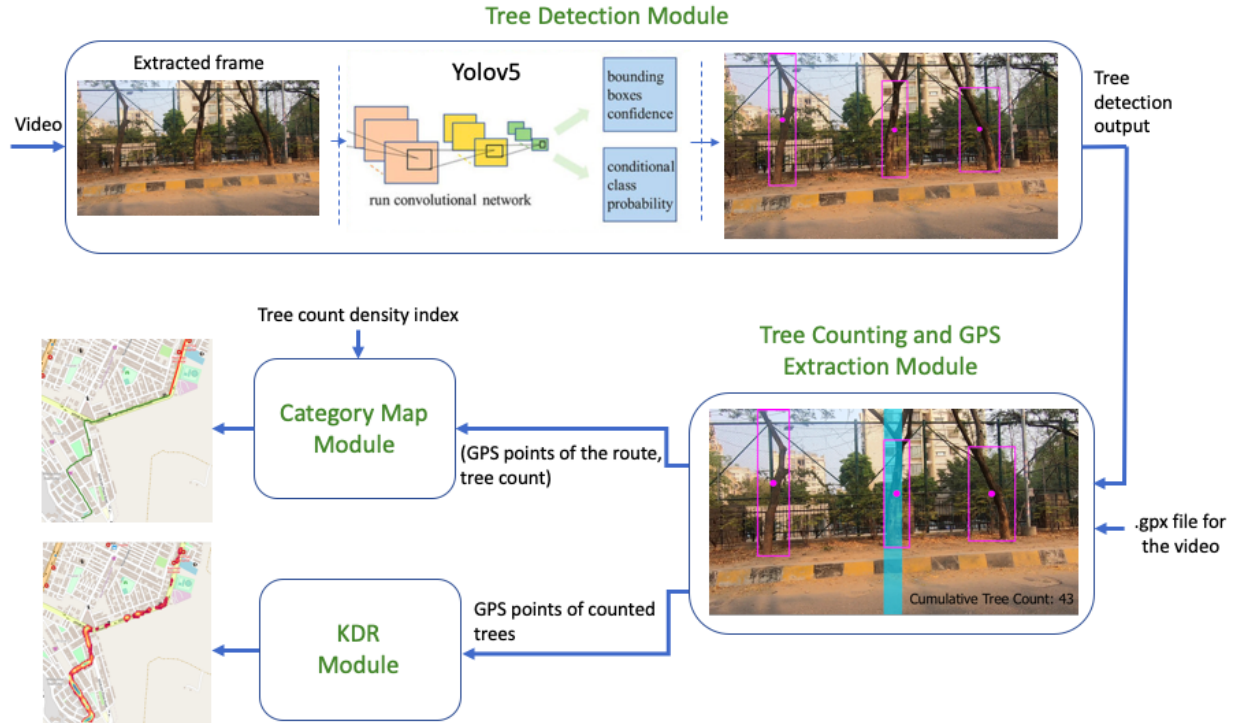 Tree Detection Module
Video
Extracted frame
Yolov5
run convolutional network
bounding
boxes
confidence
conditional
class
probability
Tree
detection
output
Tree count density index
Category Map
Module
(GPS points of the route,
tree count)
Tree Counting and GPS
Extraction Module
Cumulative Tree Count: 43
.gpx file for
the video
KDR
Module
GPS points of counted
trees